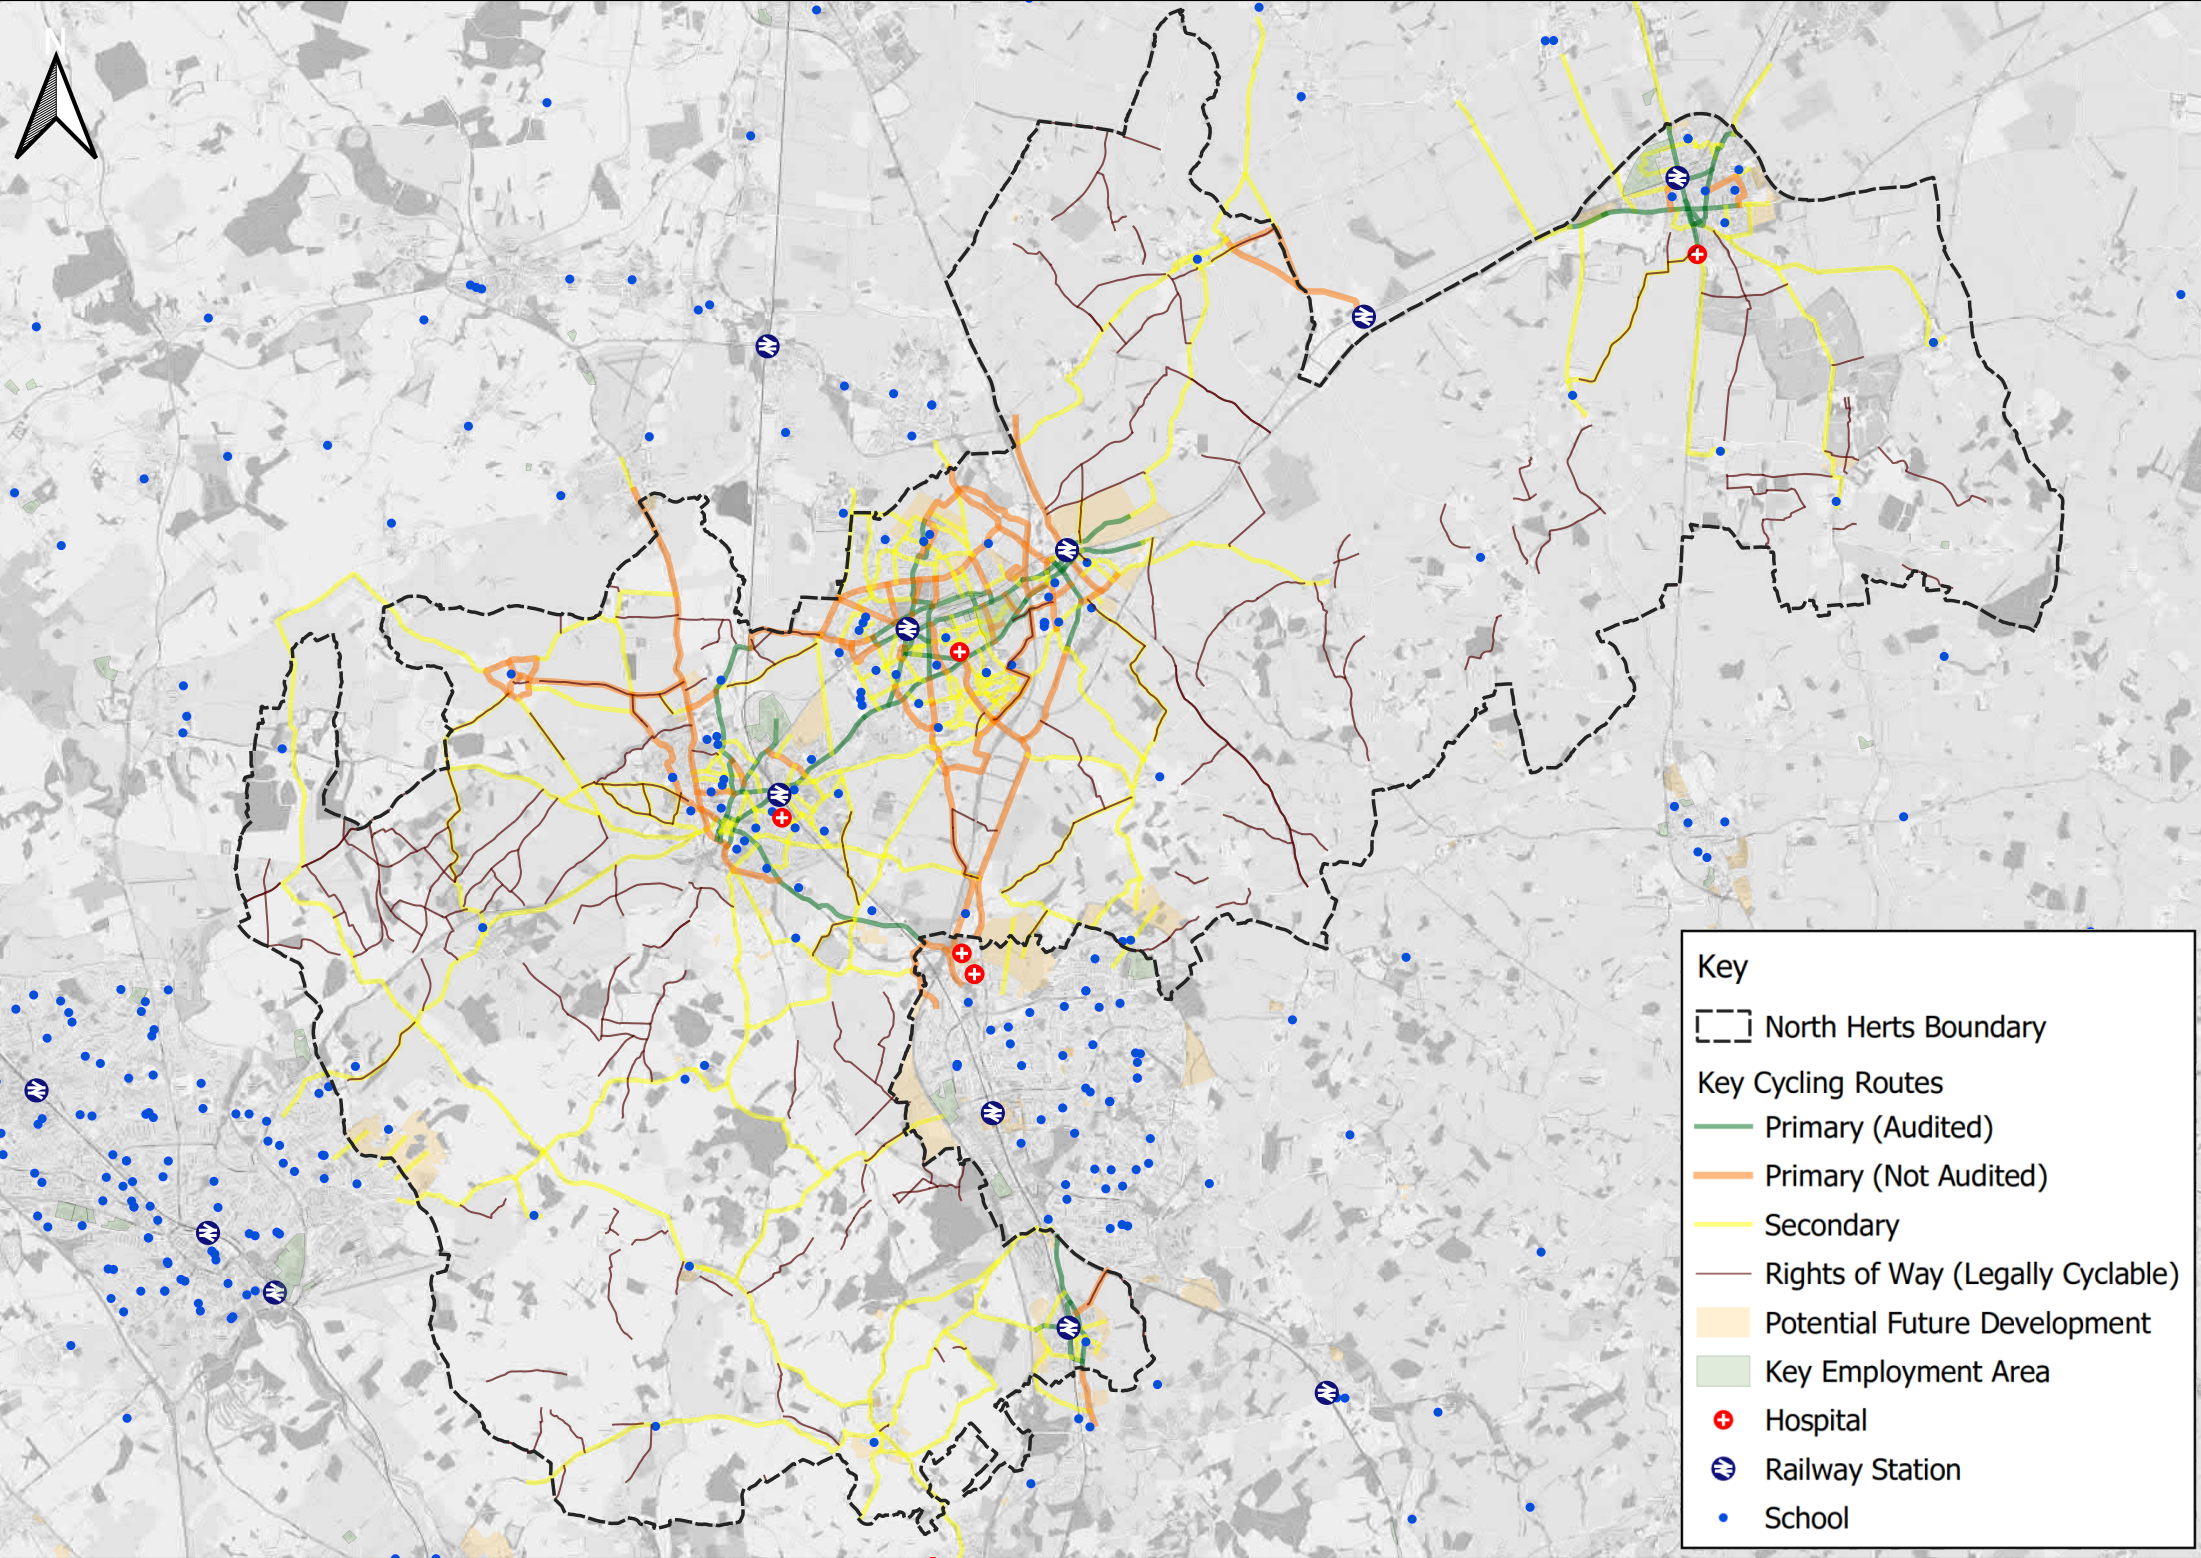 N
Key
North Herts Boundary
Key Cycling Routes
Primary (Audited)
Primary (Not Audited)
Secondary
Rights of Way (Legally Cyclable)
Potential Future Development
Key Employment Area
Hospital
Railway Station
School